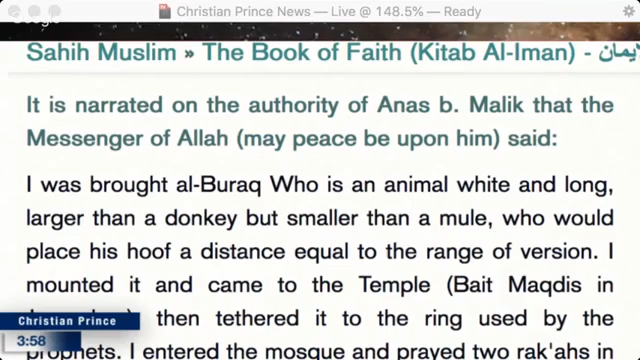 Christian Prince News — Live @ 148.5% — Ready
Sahih Muslim » The Book of Faith (Kitab Al-Iman) -
It is narrated on the authority of Anas b. Malik that the
Messenger of Allah (may peace be upon him) said:
I was brought al-Buraq Who is an animal white and long,
larger than a donkey but smaller than a mule, who would
place his hoof a distance equal to the range of version. I
mounted it and came to the Temple (Bait Maqdis in
then tethered it to the ring used by the
prophets. I entered the mosque and prayed two rak'ahs in
Christian Prince
3:58